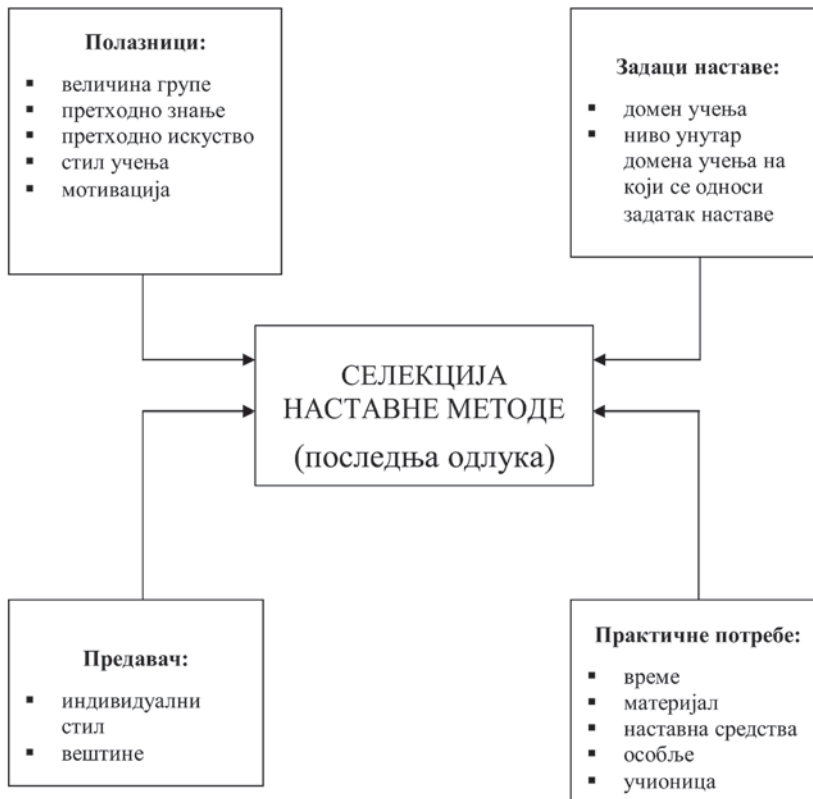 Полазници:
▪ величина групе
▪ претходно знање
▪ претходно искуство
▪ стил учења
▪ мотивација
Задаци наставе:
▪ домен учења
▪ ниво унутар
домена учења на
који се односи
задатак наставе
СЕЛЕКЦИЈА
НАСТАВНЕ МЕТОДЕ
(последња одлука)
Предавач:
▪ индивидуални
стил
▪ вештине
Практичне потребе:
▪ време
▪ материјал
▪ наставна средства
▪ особље
▪ учионица